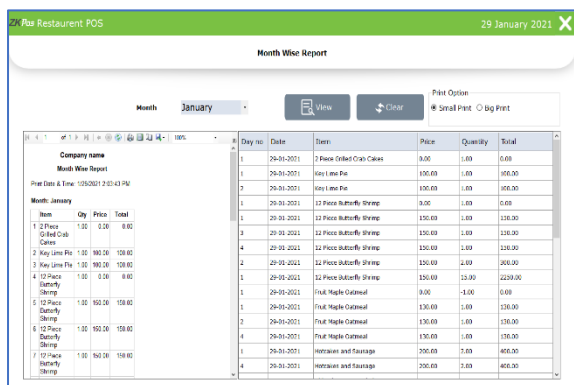 ZKPos Restaurent POS
29 January 2021 X
Month Wise Report
Month January
View
Clear
Print Option
Small Print Big Print
1 of 1 100%
Company name
Month Wise Report
Print Date & Time: 1/29/2021 2:03:43 PM
Month: January
Item Qty Price Total
1 2 Piece Grilled Crab Cakes 1.00 0.00 0.00
2 Key Lime Pie 1.00 100.00 100.00
3 Key Lime Pie 1.00 100.00 100.00
4 12 Piece Butterfly Shrimp 1.00 0.00 0.00
5 12 Piece Butterfly Shrimp 1.00 150.00 150.00
6 12 Piece Butterfly Shrimp 1.00 150.00 150.00
7 12 Piece Butterfly 1.00 150.00 150.00
Day no Date Item Price Quantity Total
1 29-01-2021 2 Piece Grilled Crab Cakes 0.00 1.00 0.00
1 29-01-2021 Key Lime Pie 100.00 1.00 100.00
2 29-01-2021 Key Lime Pie 100.00 1.00 100.00
1 29-01-2021 12 Piece Butterfly Shrimp 0.00 1.00 0.00
1 29-01-2021 12 Piece Butterfly Shrimp 150.00 1.00
3 29-01-2021 12 Piece Butterfly Shrimp 150.00 1.00
4 29-01-2021 12 Piece Butterfly Shrimp 150.00 1.00
2 29-01-2021 12 Piece Butterfly Shrimp 150.00 2.00 300.00
1 29-01-2021 12 Piece Butterfly Shrimp 150.00 15.00 2250.00
1 29-01-2021 Fruit Maple Oatmeal 0.00 -1.00 0.00
1 29-01-2021 Fruit Maple Oatmeal 130.00 1.00 130.00
2 29-01-2021 Fruit Maple Oatmeal 130.00 1.00 130.00
4 29-01-2021 Fruit Maple Oatmeal 130.00 1.00 130.00
1 29-01-2021 Hotcakes and Sausage 200.00 2.00 400.00
4 29-01-2021 Hotcakes and Sausage 200.00 2.00 400.00